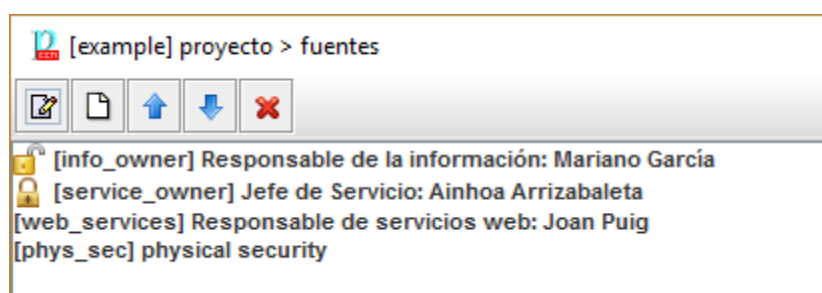 [example] proyecto > fuentes
[info_owner] Responsable de la información: Mariano García
[service_owner] Jefe de Servicio: Ainhoa Arrizabaleta
[web_services] Responsable de servicios web: Joan Puig
[phys_sec] physical security